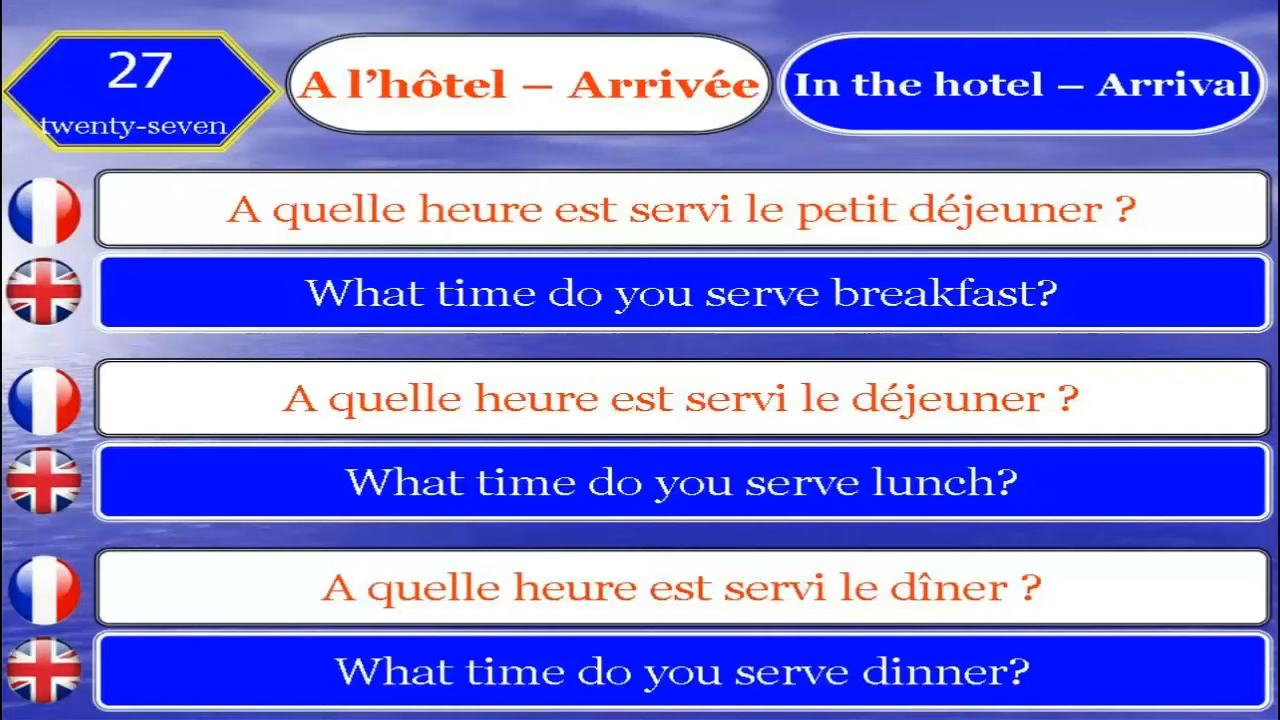 27
twenty-seven
A l’hôtel – Arrivée
In the hotel – Arrival
A quelle heure est servi le petit déjeuner ?
What time do you serve breakfast?
A quelle heure est servi le déjeuner ?
What time do you serve lunch?
A quelle heure est servi le dîner ?
What time do you serve dinner?